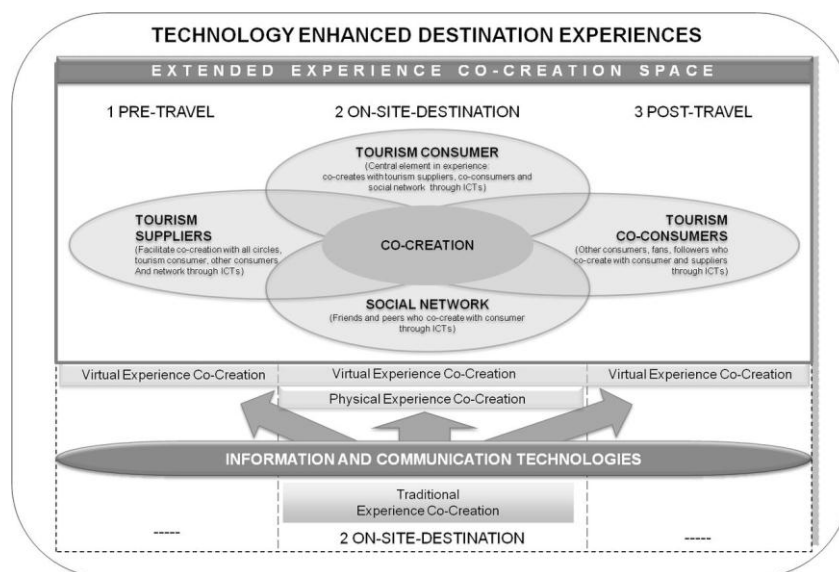 TECHNOLOGY ENHANCED DESTINATION EXPERIENCES
EXTENDED EXPERIENCE CO-CREATION SPACE
1 PRE-TRAVEL
2 ON-SITE-DESTINATION
3 POST-TRAVEL
TOURISM CONSUMER
(Central element in experience:
co-creates with tourism suppliers, co-consumers and
social network through ICTs)
TOURISM
SUPPLIERS
(Facilitate co-creation with all circles,
tourism consumer, other consumers.
And network through ICTs)
CO-CREATION
TOURISM
CO-CONSUMERS
(Other consumers, fans, followers who
co-create with consumer and suppliers
through ICTs)
SOCIAL NETWORK
(Friends and peers who co-create with consumer
through ICTs)
Virtual Experience Co-Creation
Virtual Experience Co-Creation
Virtual Experience Co-Creation
Physical Experience Co-Creation
INFORMATION AND COMMUNICATION TECHNOLOGIES
Traditional
Experience Co-Creation
-----
2 ON-SITE-DESTINATION
-----